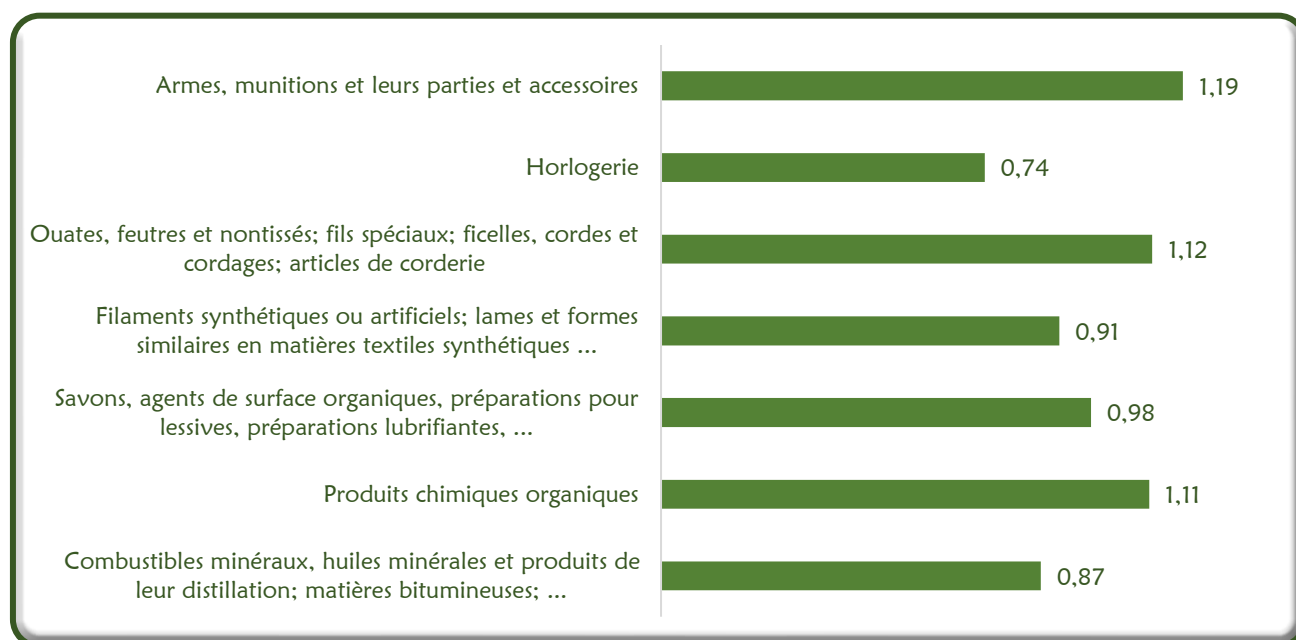 Armes, munitions et leurs parties et accessoires
1,19
Horlogerie
0,74
Ouates, feutres et nontissés; fils spéciaux; ficelles, cordes et
cordages; articles de corderie
1,12
Filaments synthétiques ou artificiels; lames et formes
similaires en matières textiles synthétiques ...
0,91
Savons, agents de surface organiques, préparations pour
lessives, préparations lubrifiantes, ...
0,98
Produits chimiques organiques
1,11
Combustibles minéraux, huiles minérales et produits de
leur distillation; matières bitumineuses; ...
0,87